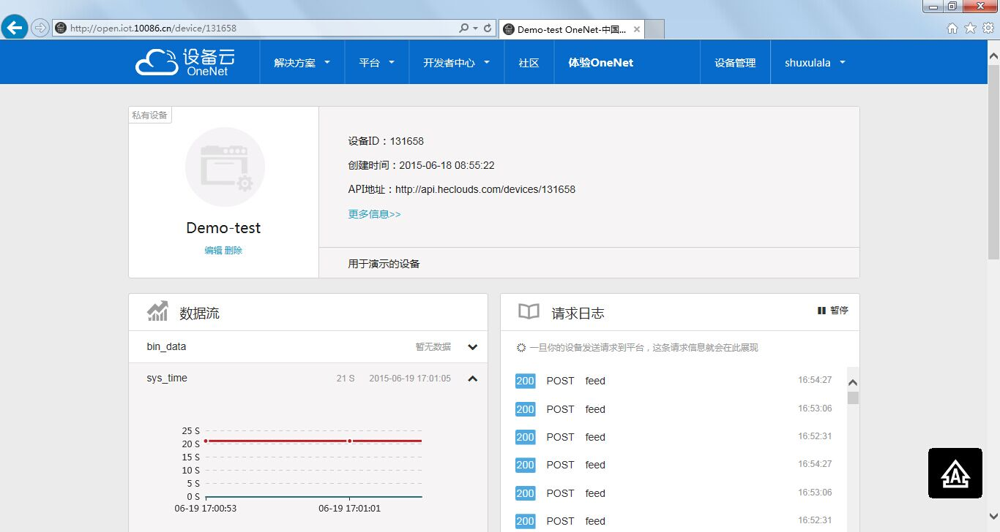 http://open.iot.10086.cn/device/131658
Demo-test OneNet-中国...
设备云
OneNet
解决方案
平台
开发者中心
社区
体验OneNet
设备管理
shuxulala
私有设备
Demo-test
编辑 删除
设备ID：131658
创建时间：2015-06-18 08:55:22
API地址：http://api.heclouds.com/devices/131658
更多信息>>
用于演示的设备
数据流
bin_data 暂无数据
sys_time 21 S 2015-06-19 17:01:05
25 S
20 S
15 S
10 S
5 S
0 S
06-19 17:00:53 06-19 17:01:01
请求日志
暂停
一旦你的设备发送请求到平台，这条请求信息就会在此展现
200 POST feed 16:54:27
200 POST feed 16:53:06
200 POST feed 16:52:31
200 POST feed 16:54:27
200 POST feed 16:53:06
200 POST feed 16:52:31
A